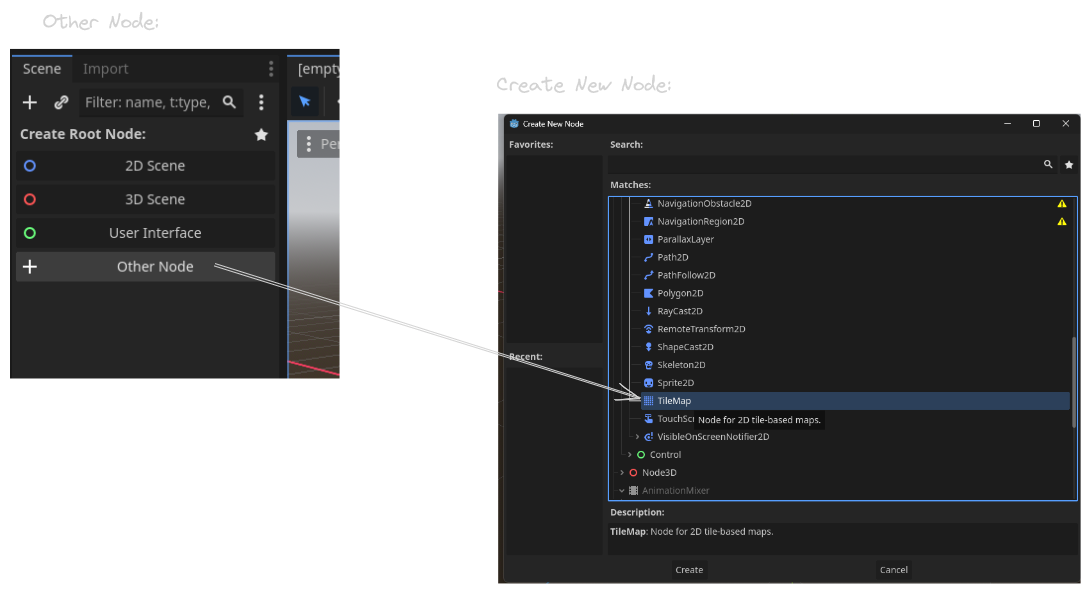 Other Node:
Scene
Import
[empty
Filter: name, t:type,
Create Root Node:
Per
2D Scene
3D Scene
User Interface
Other Node
Create New Node:
Create New Node
Favorites:
Search:
Matches:
NavigationObstacle2D
NavigationRegion2D
ParallaxLayer
Path2D
PathFollow2D
Polygon2D
RayCast2D
RemoteTransform2D
ShapeCast2D
Recent:
Skeleton2D
Sprite2D
TileMap
TouchScr
Node for 2D tile-based maps.
VisibleOnScreenNotifier2D
Control
Node3D
AnimationMixer
Description:
TileMap: Node for 2D tile-based maps.
Create
Cancel